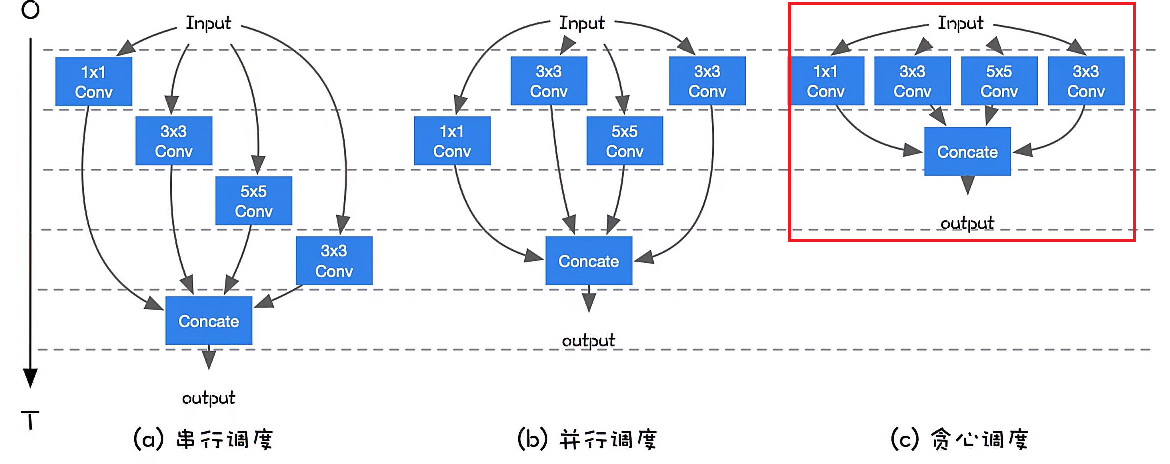 O
Input
1x1
Conv
3x3
Conv
5x5
Conv
3x3
Conv
Concate
output
T
(a) 串行调度
Input
3x3
Conv
3x3
Conv
1x1
Conv
5x5
Conv
Concate
output
(b) 并行调度
Input
1x1
Conv
3x3
Conv
5x5
Conv
3x3
Conv
Concate
output
(c) 贪心调度